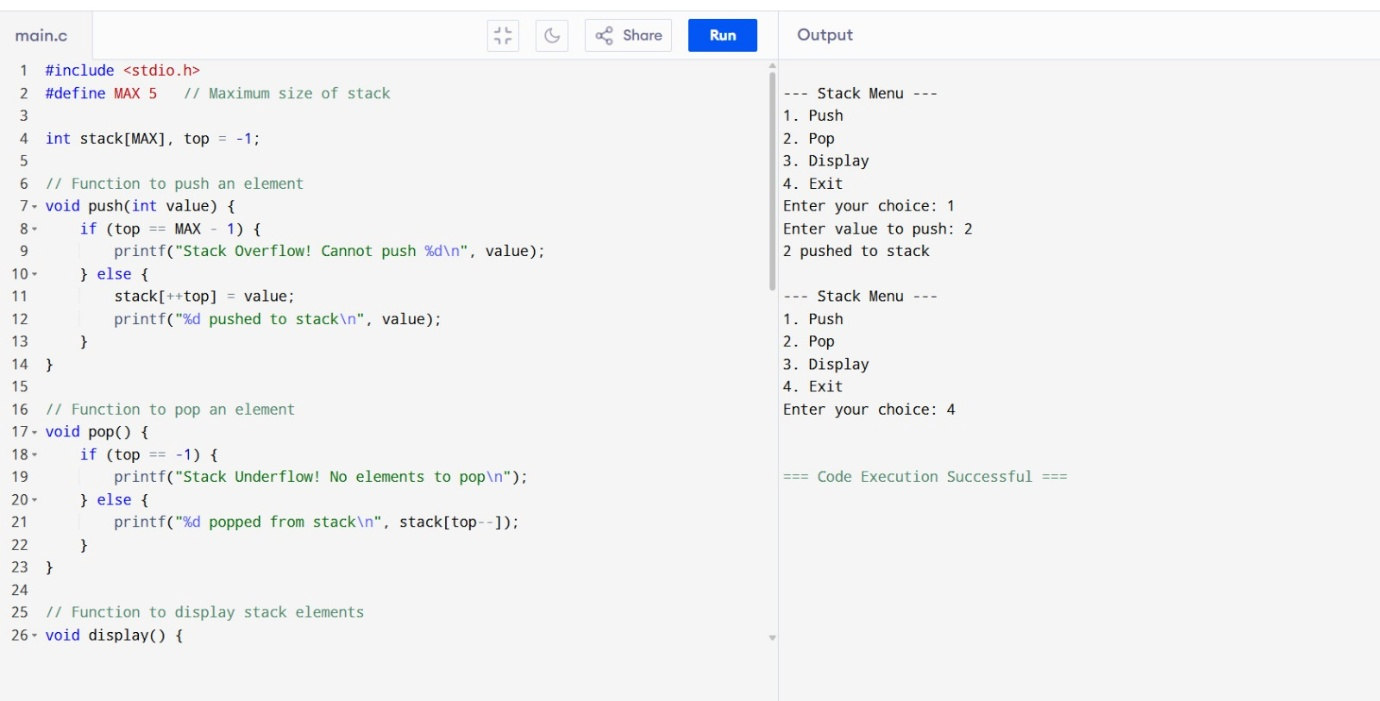 main.c
Share
Run
Output
1 #include <stdio.h>
2 #define MAX 5   // Maximum size of stack
3
4 int stack[MAX], top = -1;
5
6 // Function to push an element
7 void push(int value) {
8     if (top == MAX - 1) {
9         printf("Stack Overflow! Cannot push %d\n", value);
10     } else {
11         stack[++top] = value;
12         printf("%d pushed to stack\n", value);
13     }
14 }
15
16 // Function to pop an element
17 void pop() {
18     if (top == -1) {
19         printf("Stack Underflow! No elements to pop\n");
20     } else {
21         printf("%d popped from stack\n", stack[top--]);
22     }
23 }
24
25 // Function to display stack elements
26 void display() {
--- Stack Menu ---
1. Push
2. Pop
3. Display
4. Exit
Enter your choice: 1
Enter value to push: 2
2 pushed to stack

--- Stack Menu ---
1. Push
2. Pop
3. Display
4. Exit
Enter your choice: 4

=== Code Execution Successful ===